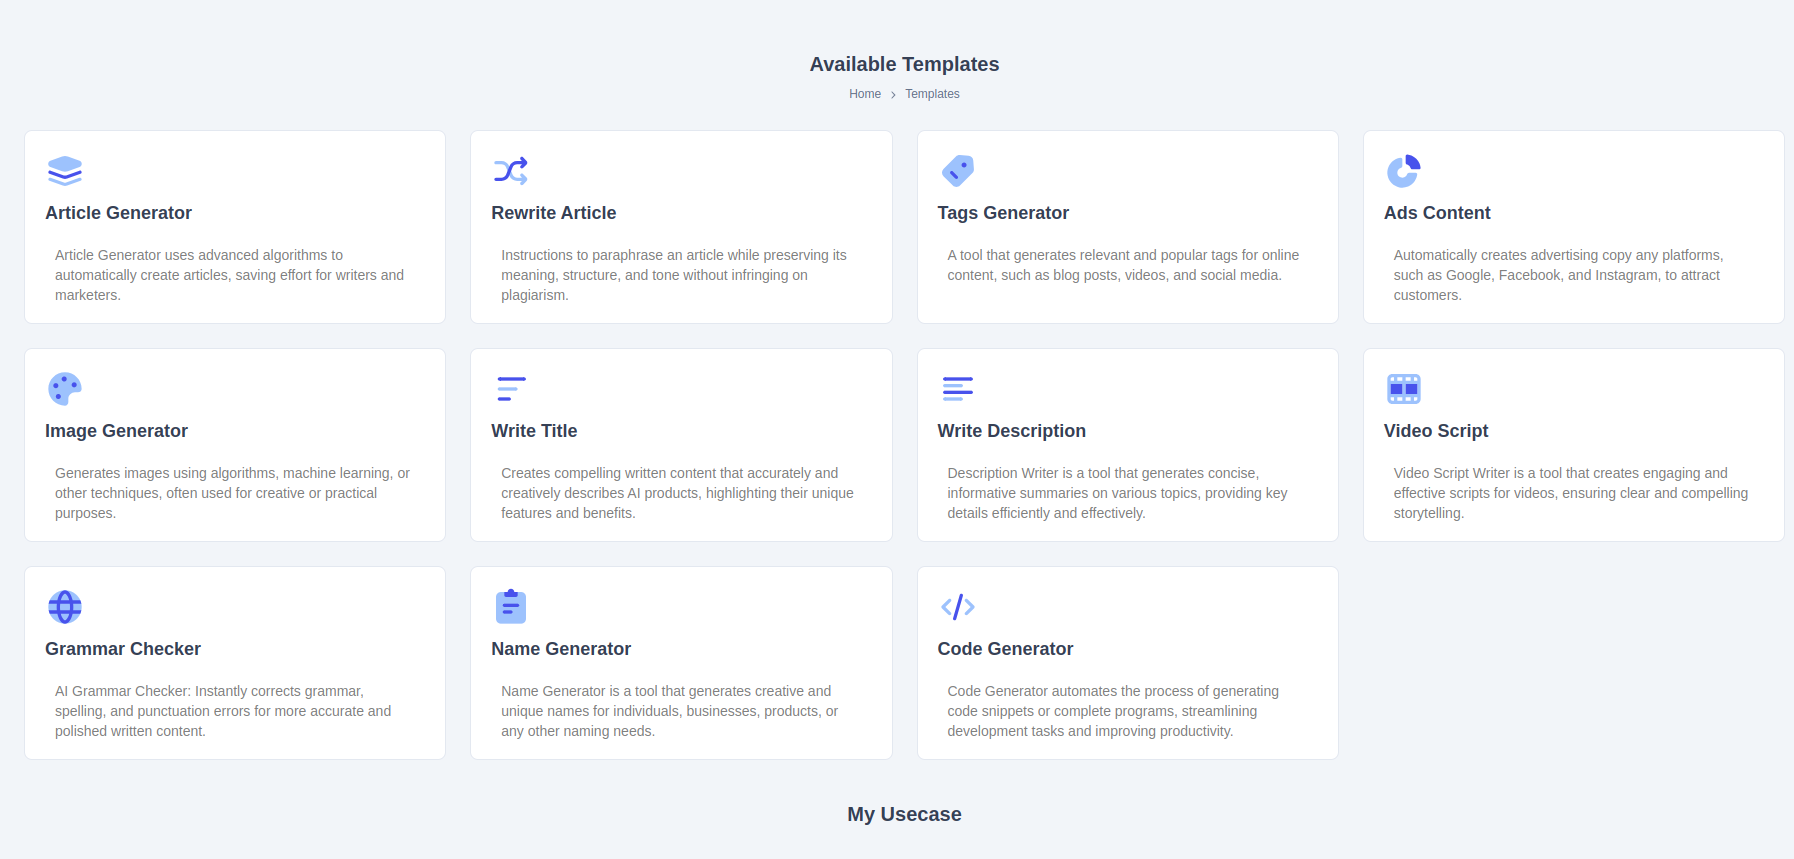 Available Templates
Home > Templates
Article Generator
Article Generator uses advanced algorithms to
automatically create articles, saving effort for writers and
marketers.
Rewrite Article
Instructions to paraphrase an article while preserving its
meaning, structure, and tone without infringing on
plagiarism.
Tags Generator
A tool that generates relevant and popular tags for online
content, such as blog posts, videos, and social media.
Ads Content
Automatically creates advertising copy any platforms,
such as Google, Facebook, and Instagram, to attract
customers.
Image Generator
Generates images using algorithms, machine learning, or
other techniques, often used for creative or practical
purposes.
Write Title
Creates compelling written content that accurately and
creatively describes AI products, highlighting their unique
features and benefits.
Write Description
Description Writer is a tool that generates concise,
informative summaries on various topics, providing key
details efficiently and effectively.
Video Script
Video Script Writer is a tool that creates engaging and
effective scripts for videos, ensuring clear and compelling
storytelling.
Grammar Checker
AI Grammar Checker: Instantly corrects grammar,
spelling, and punctuation errors for more accurate and
polished written content.
Name Generator
Name Generator is a tool that generates creative and
unique names for individuals, businesses, products, or
any other naming needs.
Code Generator
Code Generator automates the process of generating
code snippets or complete programs, streamlining
development tasks and improving productivity.
My Usecase